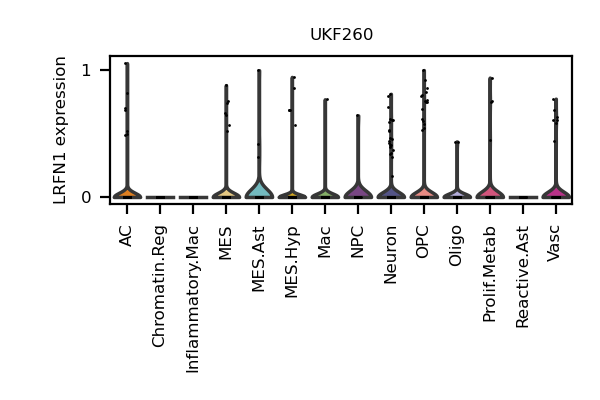 UKF260
LRFN1 expression
1
0
AC
Chromatin.Reg
Inflammatory.Mac
MES
MES.Ast
MES.Hyp
Mac
NPC
Neuron
OPC
Oligo
Prolif.Metab
Reactive.Ast
Vasc